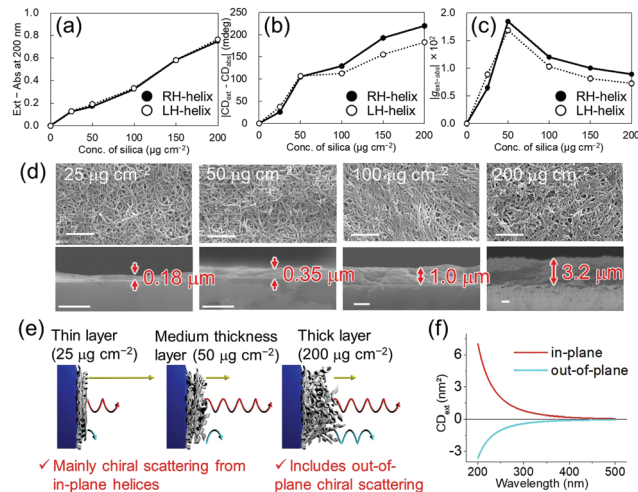 (a)
Ext − Abs at 200 nm
1.0
0.8
0.6
0.4
0.2
0.0
0 50 100 150 200
Conc. of silica (μg cm⁻²)
RH-helix
LH-helix
(b)
|CD_ext - CD_abs| (mdeg)
250
200
150
100
50
0
0 50 100 150 200
Conc. of silica (μg cm⁻²)
RH-helix
LH-helix
(c)
|g_ext−abs| × 10²
2.0
1.5
1.0
0.5
0
0 50 100 150 200
Conc. of silica (μg cm⁻²)
RH-helix
LH-helix
(d)
25 μg cm⁻²
50 μg cm⁻²
100 μg cm⁻²
200 μg cm⁻²
0.18 μm
0.35 μm
1.0 μm
3.2 μm
(e)
Thin layer
(25 μg cm⁻²)
Medium thickness
layer (50 μg cm⁻²)
Thick layer
(200 μg cm⁻²)
✓ Mainly chiral scattering from
in-plane helices
✓ Includes out-of-
plane chiral scattering
(f)
CD_ext (nm²)
6
3
0
−3
in-plane
out-of-plane
200 300 400 500
Wavelength (nm)